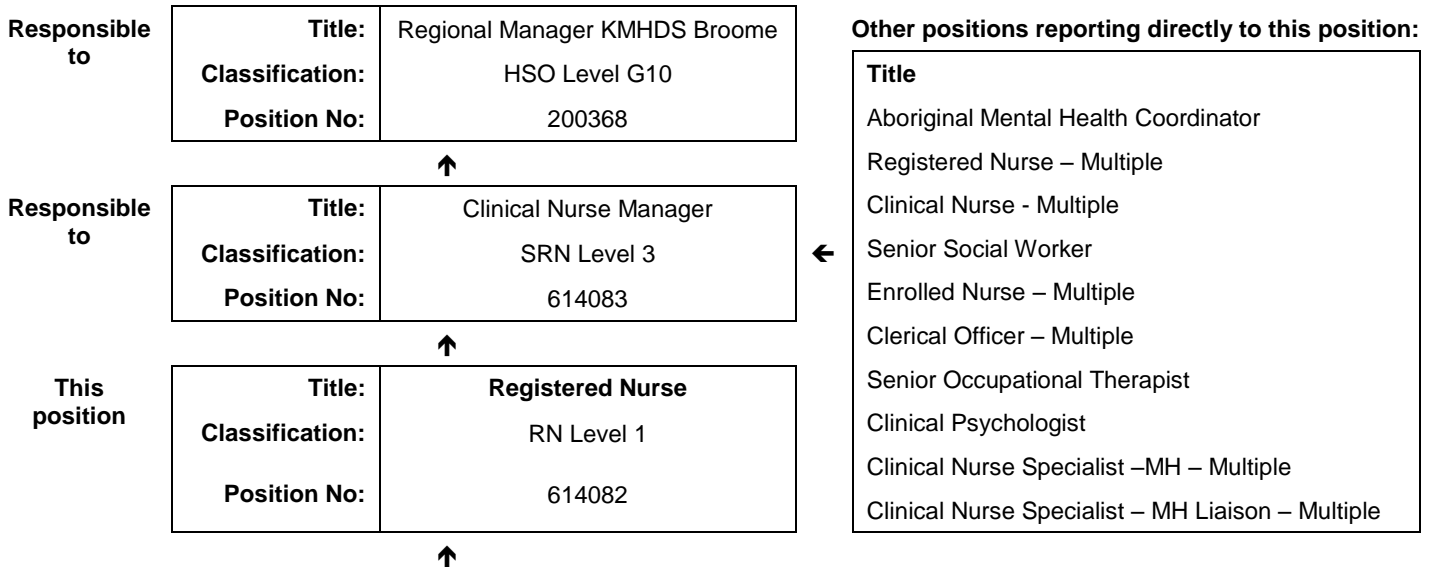 Responsible
to
Title: Regional Manager KMHDS Broome
Classification: HSO Level G10
Position No: 200368
🡩
Responsible
to
Title: Clinical Nurse Manager
Classification: SRN Level 3
Position No: 614083
🡩
This
position
Title: Registered Nurse
Classification: RN Level 1
Position No: 614082
🡩
Other positions reporting directly to this position:
🡨
Title
Aboriginal Mental Health Coordinator
Registered Nurse – Multiple
Clinical Nurse - Multiple
Senior Social Worker
Enrolled Nurse – Multiple
Clerical Officer – Multiple
Senior Occupational Therapist
Clinical Psychologist
Clinical Nurse Specialist –MH – Multiple
Clinical Nurse Specialist – MH Liaison – Multiple